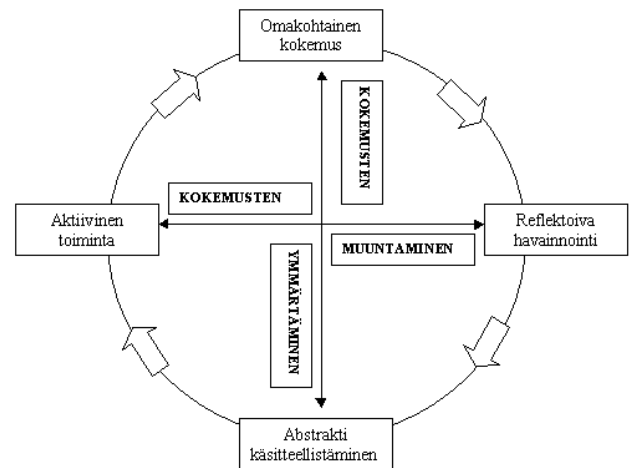 Omakohtainen
kokemus
KOKEMUSTEN
KOKEMUSTEN
Aktiivinen
toiminta
Reflektoiva
havainnointi
MUUNTAMINEN
YMMÄRTÄMINEN
Abstrakti
käsitteellistäminen